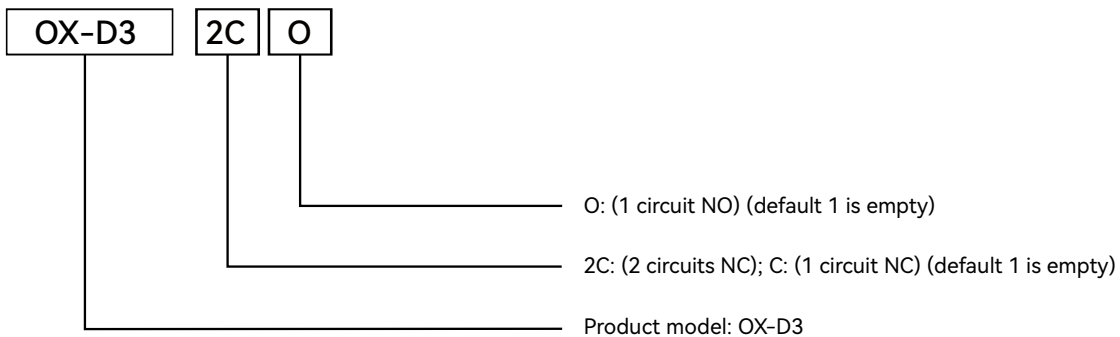 OX-D3 2C O
O: (1 circuit NO) (default 1 is empty)
2C: (2 circuits NC); C: (1 circuit NC) (default 1 is empty)
Product model: OX-D3